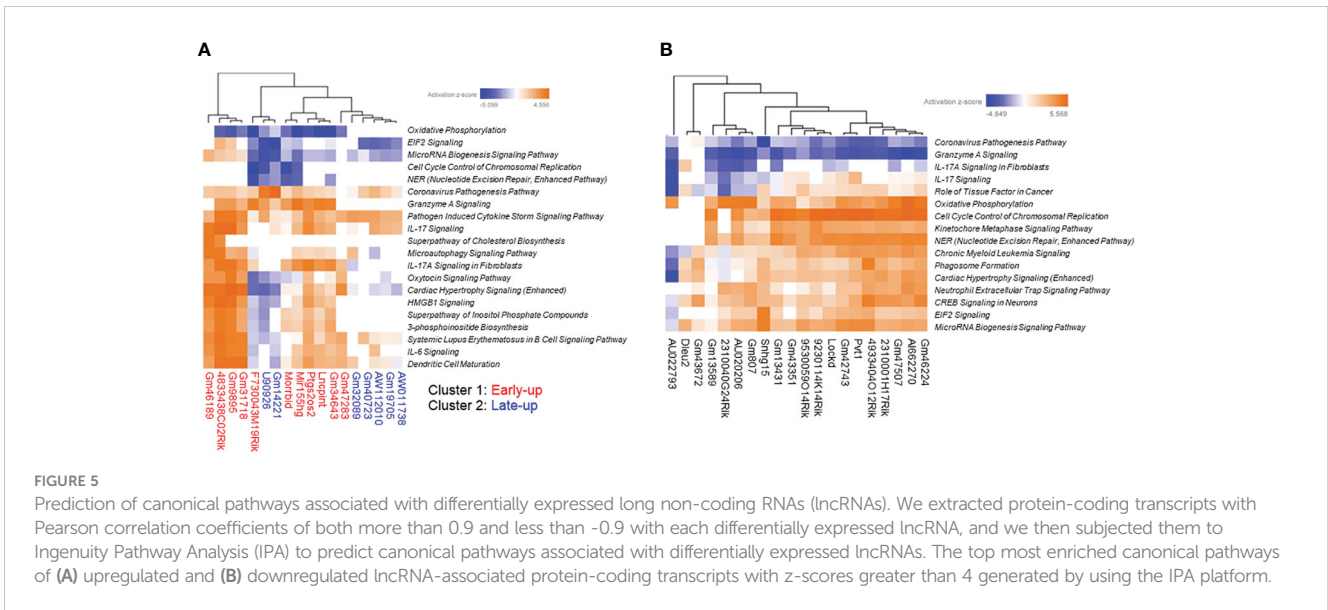 A
Activation z-score
-5.099 4.596
Oxidative Phosphorylation
EIF2 Signaling
MicroRNA Biogenesis Signaling Pathway
Cell Cycle Control of Chromosomal Replication
NER (Nucleotide Excision Repair, Enhanced Pathway)
Coronavirus Pathogenesis Pathway
Granzyme A Signaling
Pathogen Induced Cytokine Storm Signaling Pathway
IL-17 Signaling
Superpathway of Cholesterol Biosynthesis
Microautophagy Signaling Pathway
IL-17A Signaling in Fibroblasts
Oxytocin Signaling Pathway
Cardiac Hypertrophy Signaling (Enhanced)
HMGB1 Signaling
Superpathway of Inositol Phosphate Compounds
3-phosphoinositide Biosynthesis
Systemic Lupus Erythematosus in B Cell Signaling Pathway
IL-6 Signaling
Dendritic Cell Maturation
Gm46189
4833438C02Rik
Gm9895
Gm31718
F730043M19Rik
U90926
Gm14221
Morrbid
Mir155hg
Ptgs2os2
Lncpint
Gm34643
Gm47283
Gm32089
Gm40723
AW112010
Gm19705
AW011738
Cluster 1: Early-up
Cluster 2: Late-up
B
Activation z-score
-4.849 5.568
Coronavirus Pathogenesis Pathway
Granzyme A Signaling
IL-17A Signaling in Fibroblasts
IL-17 Signaling
Role of Tissue Factor in Cancer
Oxidative Phosphorylation
Cell Cycle Control of Chromosomal Replication
Kinetochore Metaphase Signaling Pathway
NER (Nucleotide Excision Repair, Enhanced Pathway)
Chronic Myeloid Leukemia Signaling
Phagosome Formation
Cardiac Hypertrophy Signaling (Enhanced)
Neutrophil Extracellular Trap Signaling Pathway
CREB Signaling in Neurons
EIF2 Signaling
MicroRNA Biogenesis Signaling Pathway
AU022793
Dleu2
Gm43672
Gm13589
2310040G24Rik
AU020206
Gm807
Snhg15
Gm13431
Gm43351
9530059O14Rik
9230114K14Rik
Lockd
Gm42743
Pvt1
4933404O12Rik
2310001H17Rik
Gm47507
AI662270
Gm46224
FIGURE 5
Prediction of canonical pathways associated with differentially expressed long non-coding RNAs (lncRNAs). We extracted protein-coding transcripts with
Pearson correlation coefficients of both more than 0.9 and less than -0.9 with each differentially expressed lncRNA, and we then subjected them to
Ingenuity Pathway Analysis (IPA) to predict canonical pathways associated with differentially expressed lncRNAs. The top most enriched canonical pathways
of (A) upregulated and (B) downregulated lncRNA-associated protein-coding transcripts with z-scores greater than 4 generated by using the IPA platform.